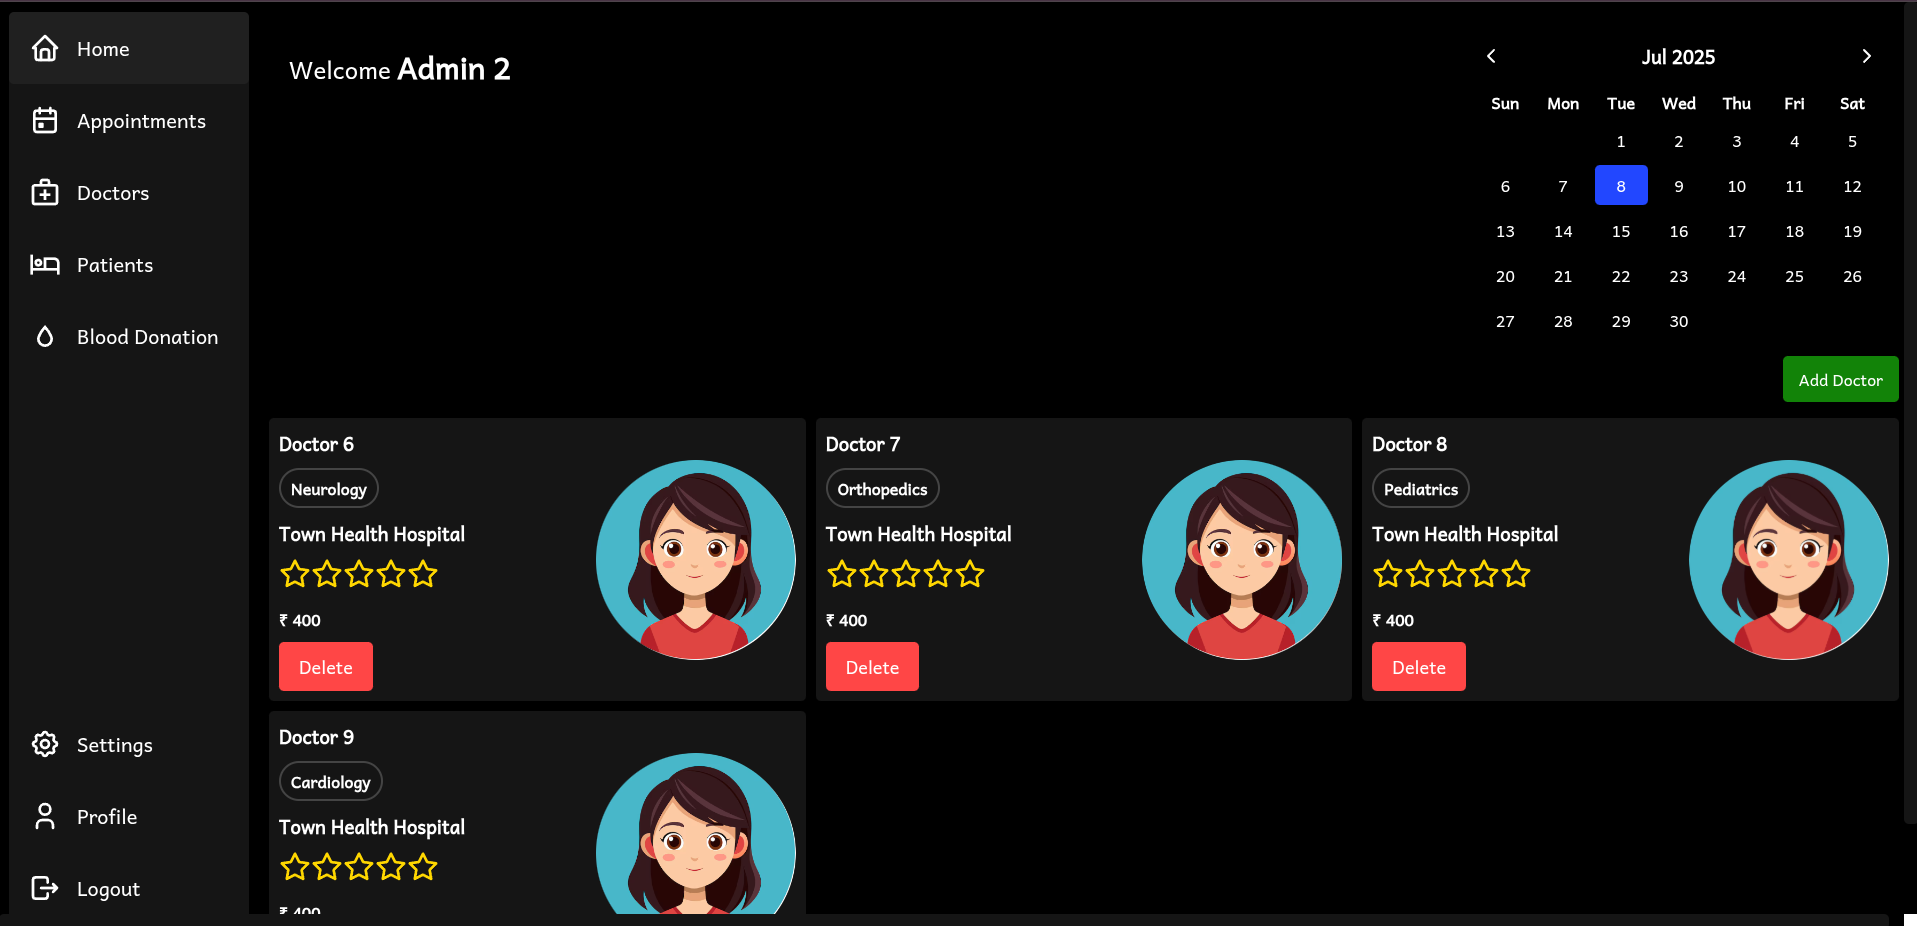 Home
Appointments
Doctors
Patients
Blood Donation
Settings
Profile
Logout
Welcome Admin 2
Jul 2025
Sun Mon Tue Wed Thu Fri Sat
1 2 3 4 5
6 7 8 9 10 11 12
13 14 15 16 17 18 19
20 21 22 23 24 25 26
27 28 29 30
Add Doctor
Doctor 6
Neurology
Town Health Hospital
₹ 400
Delete
Doctor 7
Orthopedics
Town Health Hospital
₹ 400
Delete
Doctor 8
Pediatrics
Town Health Hospital
₹ 400
Delete
Doctor 9
Cardiology
Town Health Hospital
₹ 400